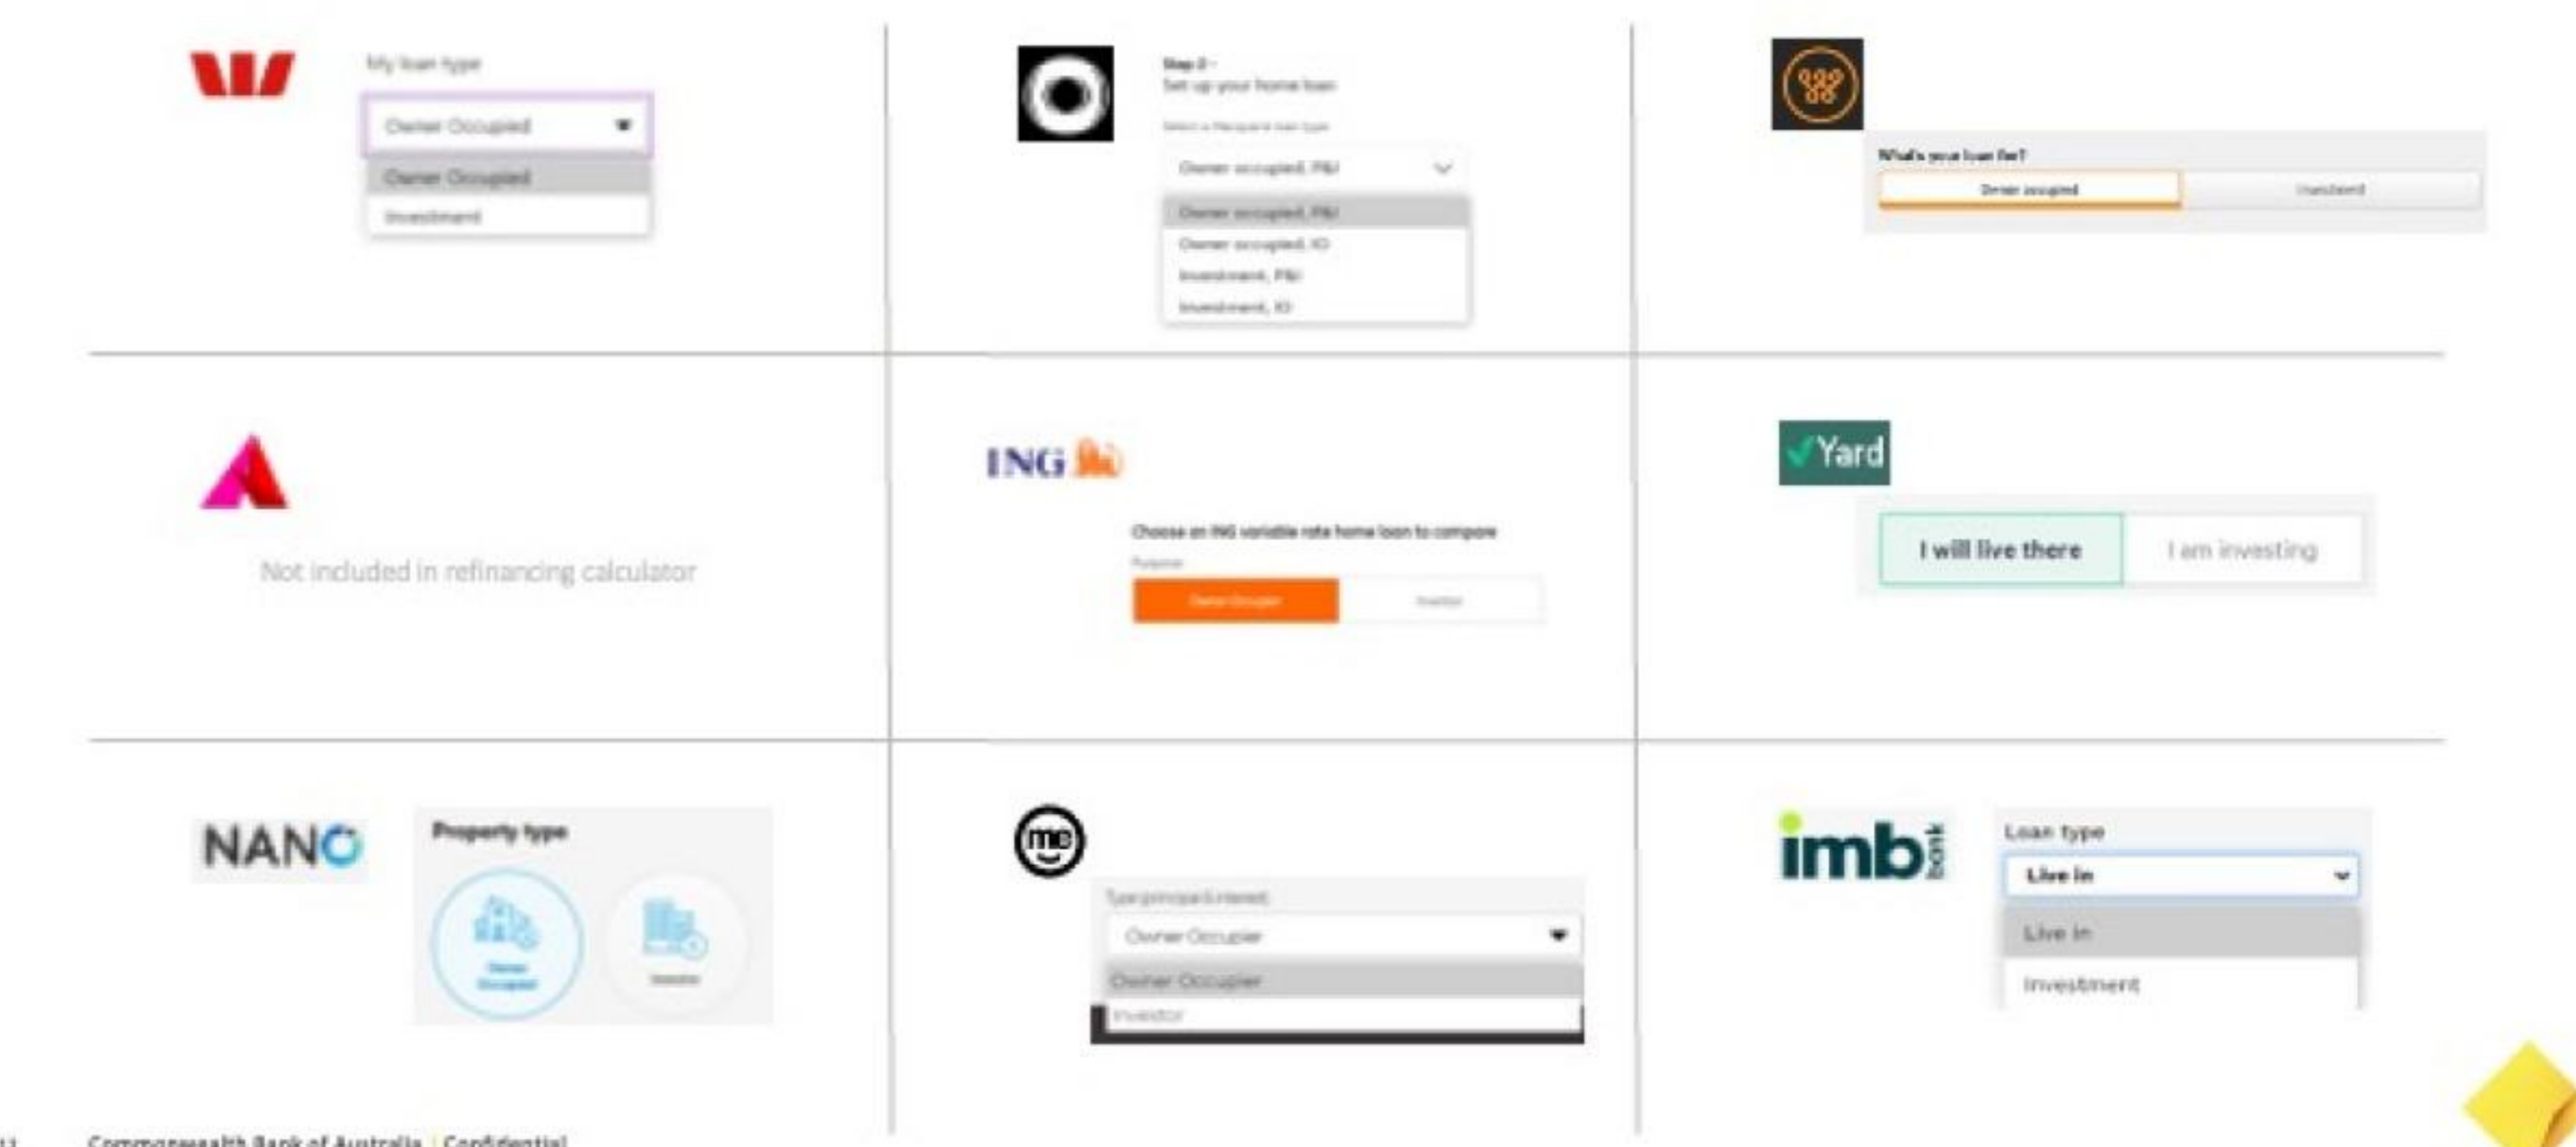 My loan type
Owner Occupied
Owner Occupied
Investment
Step 2 -
Set up your home loan
Owner occupied, P&I
Owner occupied, P&I
Owner occupied, IO
Investment, P&I
Investment, IO
What's your loan for?
Owner occupied
Investment
Not included in refinancing calculator
ING
Choose an ING variable rate home loan to compare
Purpose
Owner Occupier
Investor
Yard
I will live there
I am investing
NANO
Property type
Owner
Occupied
Investor
me
Type principal & interest
Owner Occupier
Owner Occupier
Investor
imb bank
Loan type
Live in
Live in
Investment
11
Commonwealth Bank of Australia | Confidential